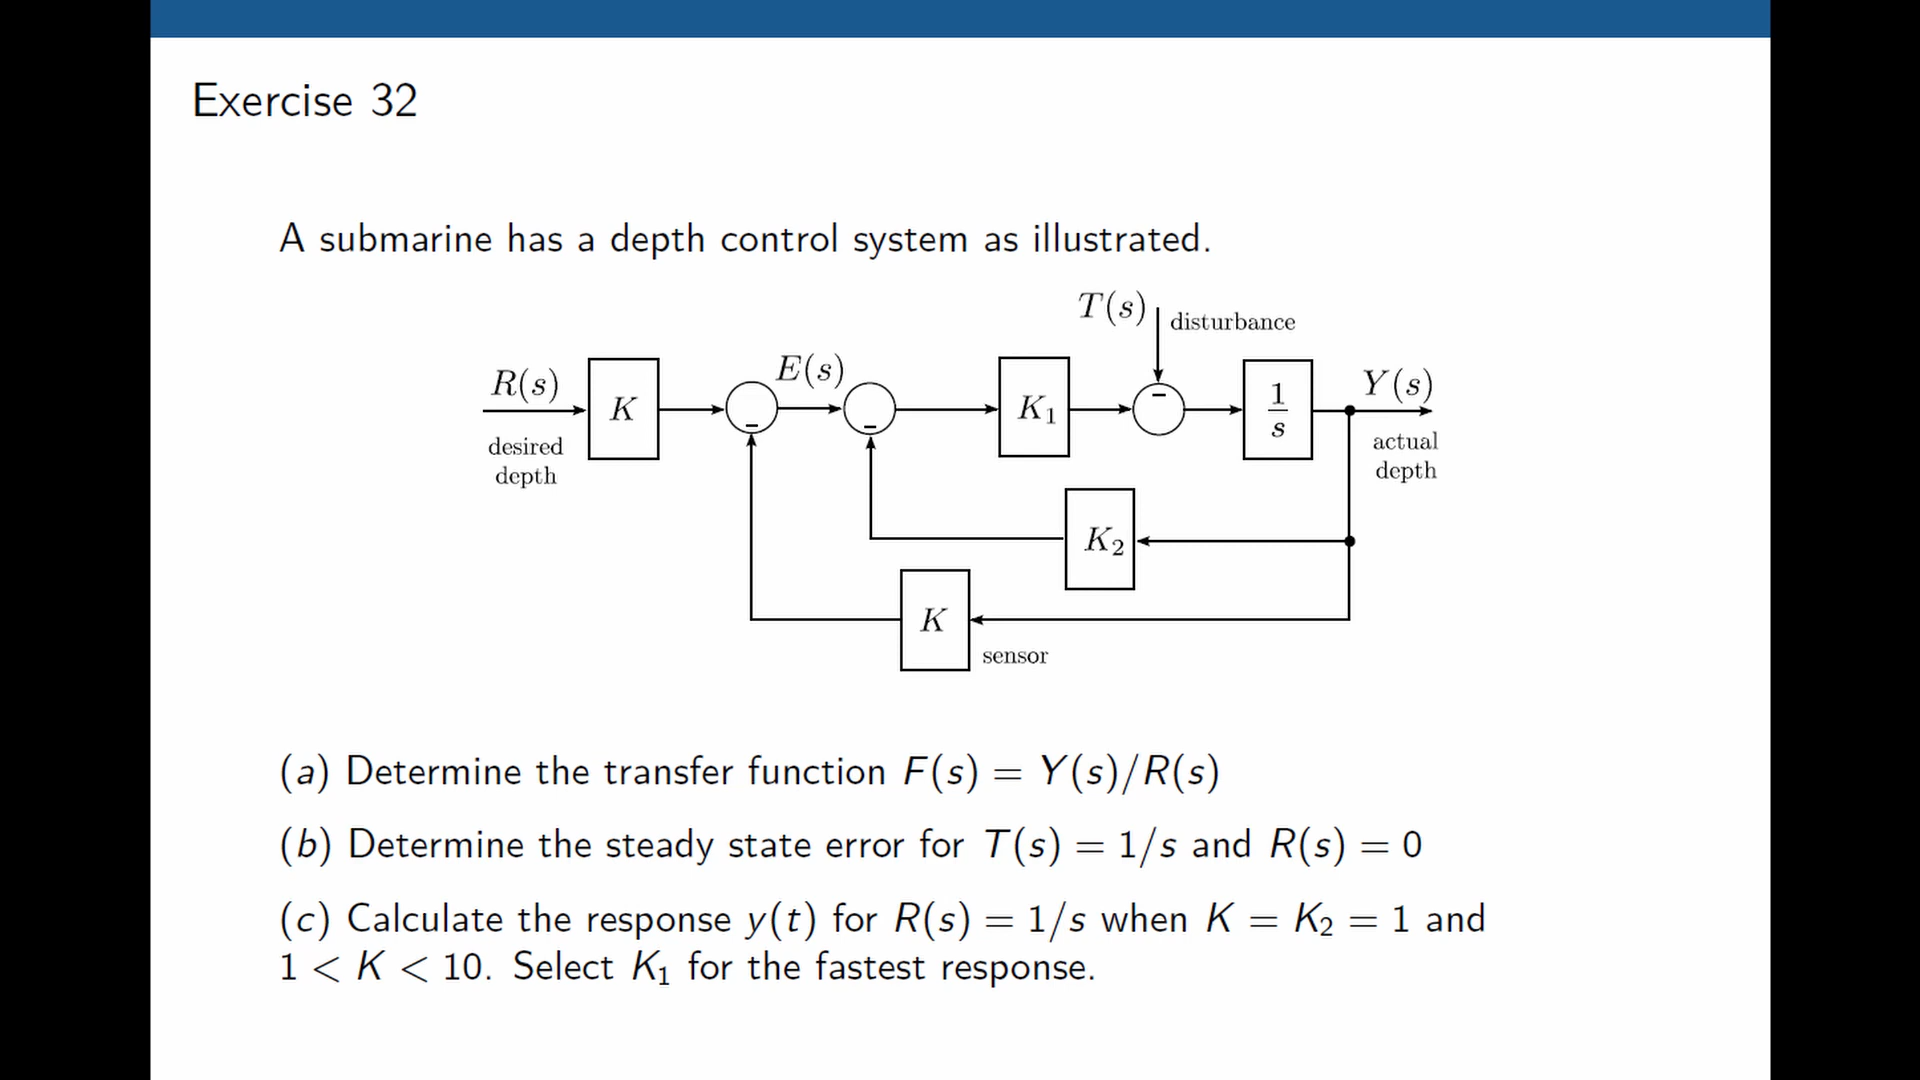 Exercise 32
A submarine has a depth control system as illustrated.
T(s)
disturbance
R(s)
desired
depth
K
-
E(s)
-
K₁
-
1
s
Y(s)
actual
depth
K₂
K
sensor
(a) Determine the transfer function F(s) = Y(s)/R(s)
(b) Determine the steady state error for T(s) = 1/s and R(s) = 0
(c) Calculate the response y(t) for R(s) = 1/s when K = K₂ = 1 and
1 < K < 10. Select K₁ for the fastest response.